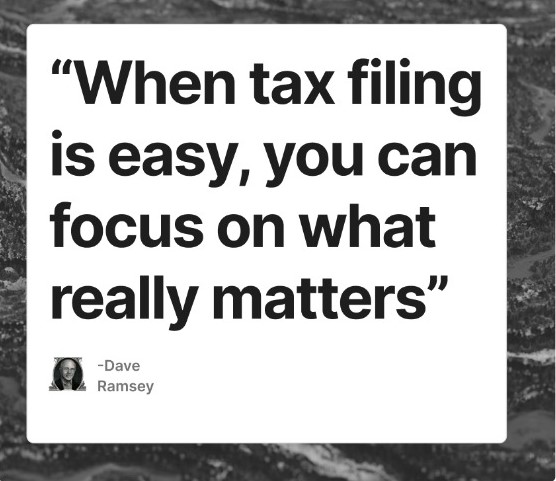 “When tax filing
is easy, you can
focus on what
really matters”
-Dave
Ramsey